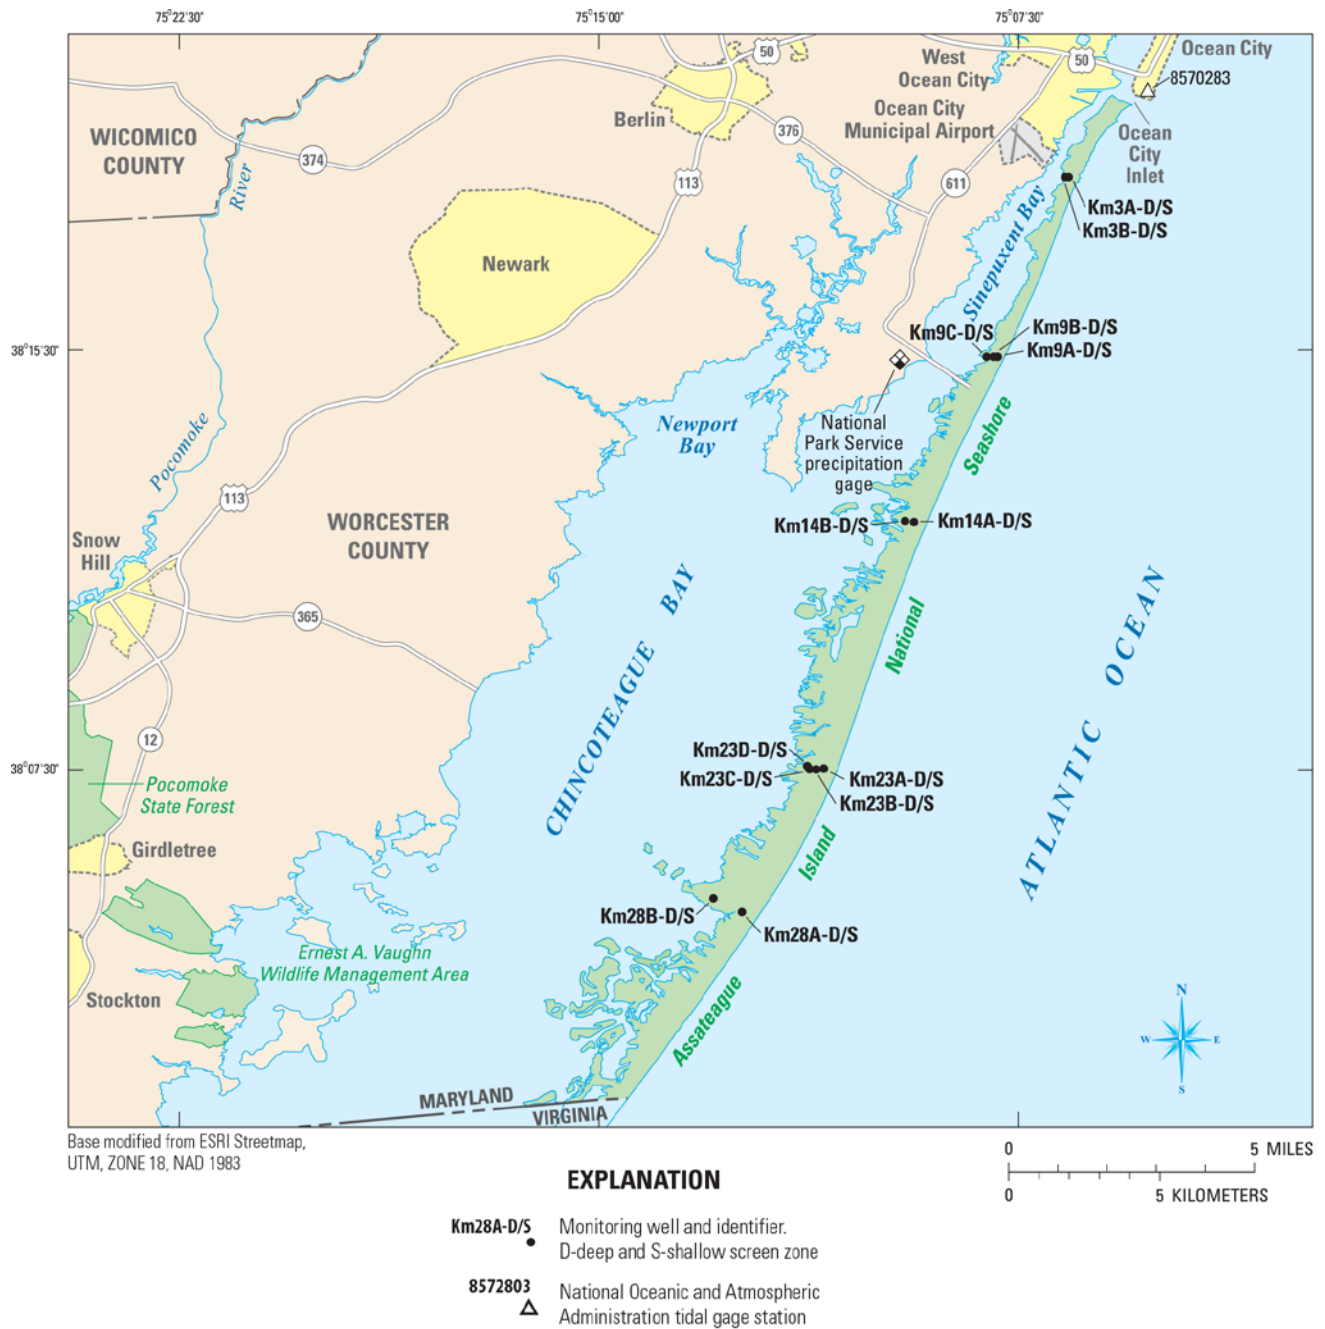 75°22'30"
75°15'00"
75°07'30"
Ocean City
50
50
West
Ocean City
8570283
Ocean City
Municipal Airport
Berlin
376
Ocean
City
Inlet
WICOMICO
COUNTY
374
River
113
611
Km3A-D/S
Km3B-D/S
Sinepuxent Bay
Newark
Km9B-D/S
Km9C-D/S
Km9A-D/S
38°15'30"
Newport
Bay
National
Park Service
precipitation
gage
Seashore
Pocomoke
113
WORCESTER
COUNTY
Km14B-D/S
Km14A-D/S
Snow
Hill
365
CHINCOTEAGUE BAY
National
ATLANTIC OCEAN
12
Km23D-D/S
Km23C-D/S
Km23A-D/S
Km23B-D/S
38°07'30"
Pocomoke
State Forest
Island
Girdletree
Km28B-D/S
Km28A-D/S
Ernest A. Vaughn
Wildlife Management Area
Stockton
Assateague
N
W
E
S
MARYLAND
VIRGINIA
Base modified from ESRI Streetmap,
UTM, ZONE 18, NAD 1983
0 5 MILES
0 5 KILOMETERS
EXPLANATION
Km28A-D/S Monitoring well and identifier.
D-deep and S-shallow screen zone
8572803 National Oceanic and Atmospheric
Administration tidal gage station